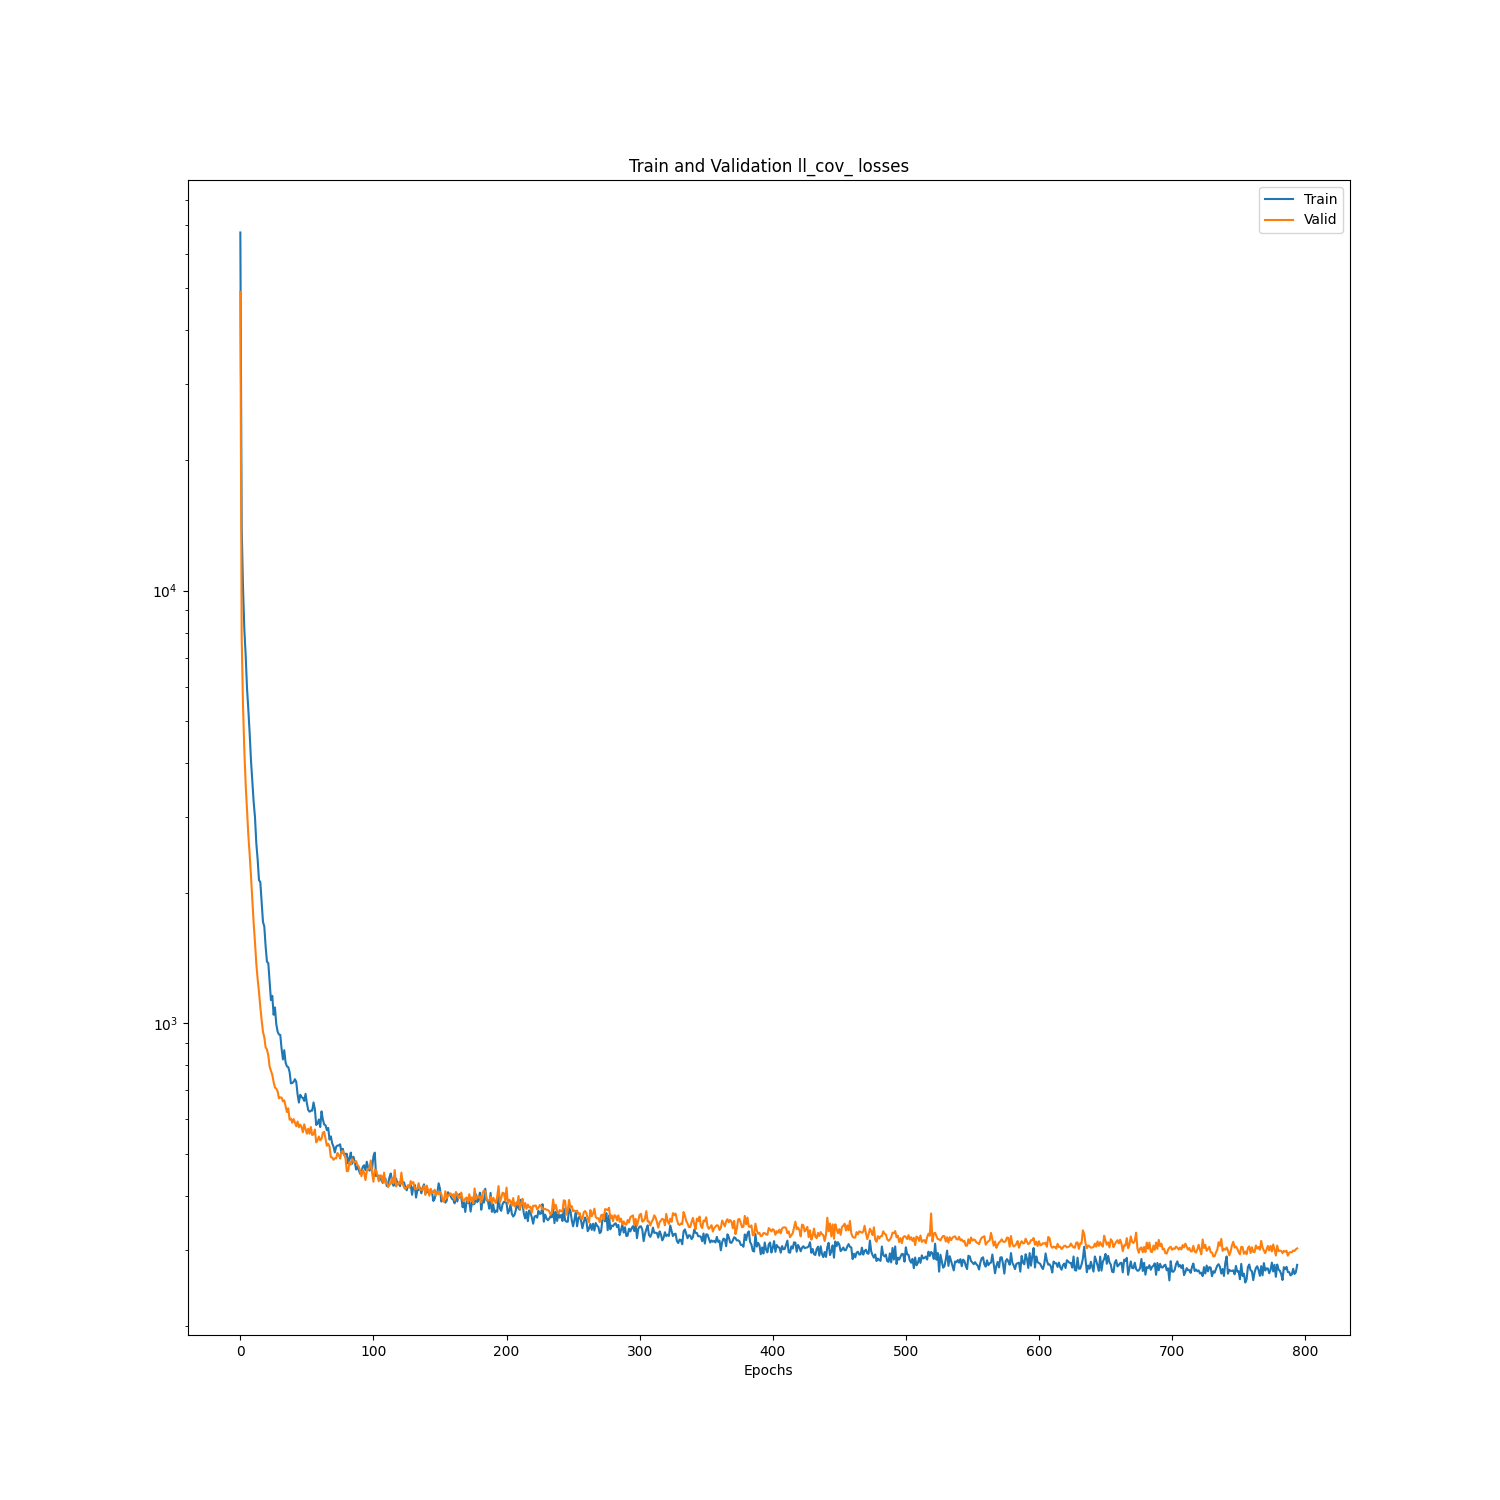 Train and Validation ll_cov_ losses
Train
Valid
10⁴
10³
0 100 200 300 400 500 600 700 800
Epochs